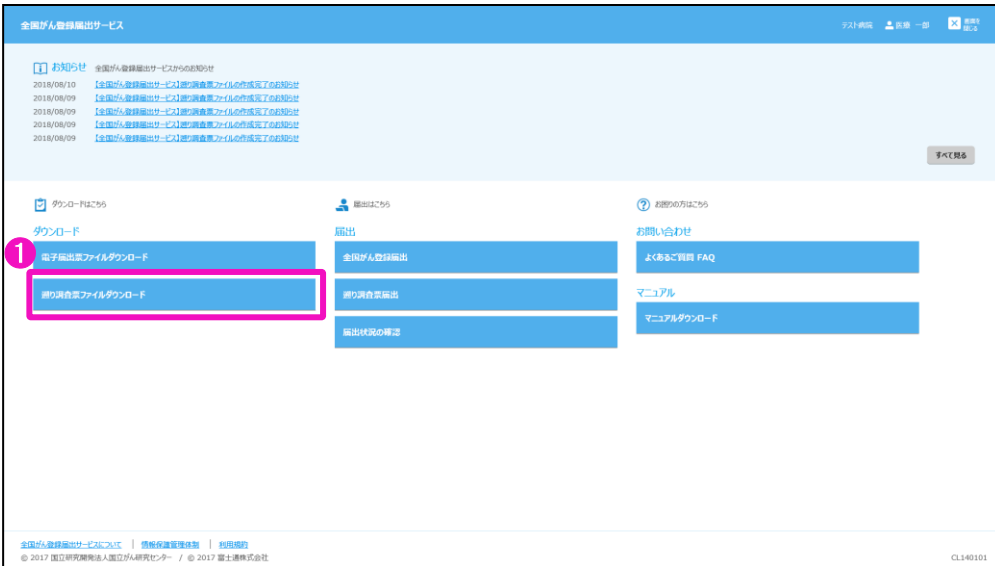 全国がん登録届出サービス
テスト病院 医療 一郎 × 画面を閉じる
お知らせ 全国がん登録届出サービスからのお知らせ
2018/08/10 【全国がん登録届出サービス】遡り調査票ファイルの作成完了のお知らせ
2018/08/09 【全国がん登録届出サービス】遡り調査票ファイルの作成完了のお知らせ
2018/08/09 【全国がん登録届出サービス】遡り調査票ファイルの作成完了のお知らせ
2018/08/09 【全国がん登録届出サービス】遡り調査票ファイルの作成完了のお知らせ
2018/08/09 【全国がん登録届出サービス】遡り調査票ファイルの作成完了のお知らせ
すべて見る
ダウンロードはこちら
ダウンロード
1 電子届出票ファイルダウンロード
遡り調査票ファイルダウンロード
届出はこちら
届出
全国がん登録届出
遡り調査票届出
届出状況の確認
お困りの方はこちら
お問い合わせ
よくあるご質問 FAQ
マニュアル
マニュアルダウンロード
全国がん登録届出サービスについて | 情報保護管理体制 | 利用規約
© 2017 国立研究開発法人国立がん研究センター / © 2017 富士通株式会社
CL140101